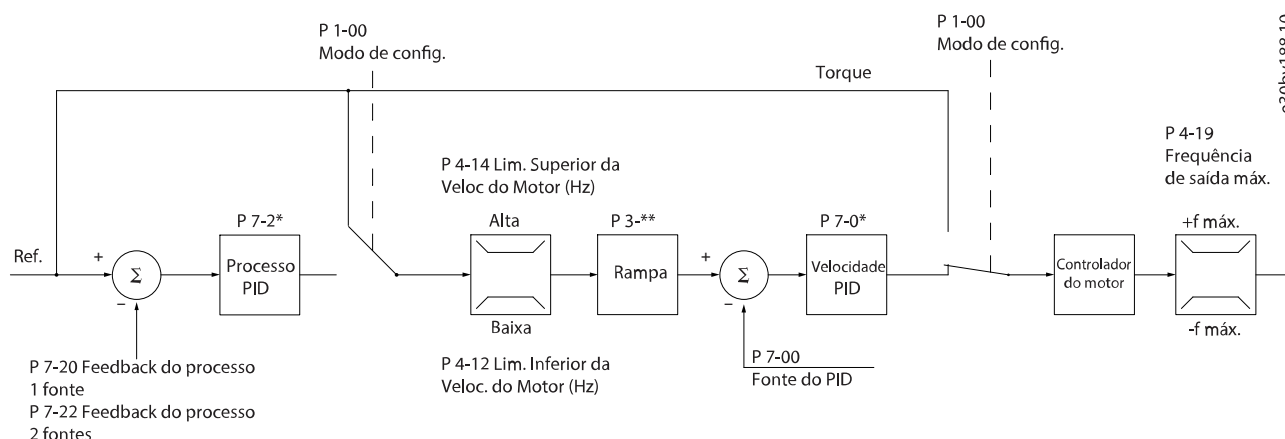 P 1-00
Modo de config.
P 1-00
Modo de config.
Torque
P 4-14 Lim. Superior da
Veloc do Motor (Hz)
P 4-19
Frequência
de saída máx.
P 7-2*
Alta
P 3-**
P 7-0*
+f máx.
Ref.
+
Σ
−
Processo
PID
Rampa
+
Σ
−
Velocidade
PID
Controlador
do motor
Baixa
-f máx.
P 7-20 Feedback do processo
1 fonte
P 7-22 Feedback do processo
2 fontes
P 4-12 Lim. Inferior da
Veloc. do Motor (Hz)
P 7-00
Fonte do PID